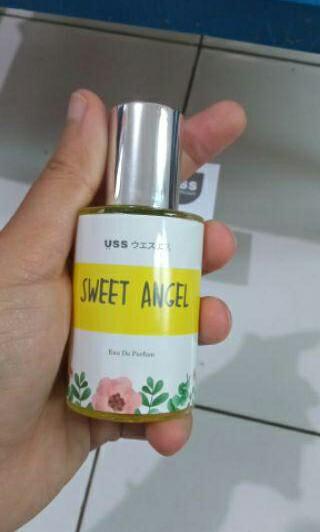 USS ウエスエス
SWEET ANGEL
Eau De Parfum